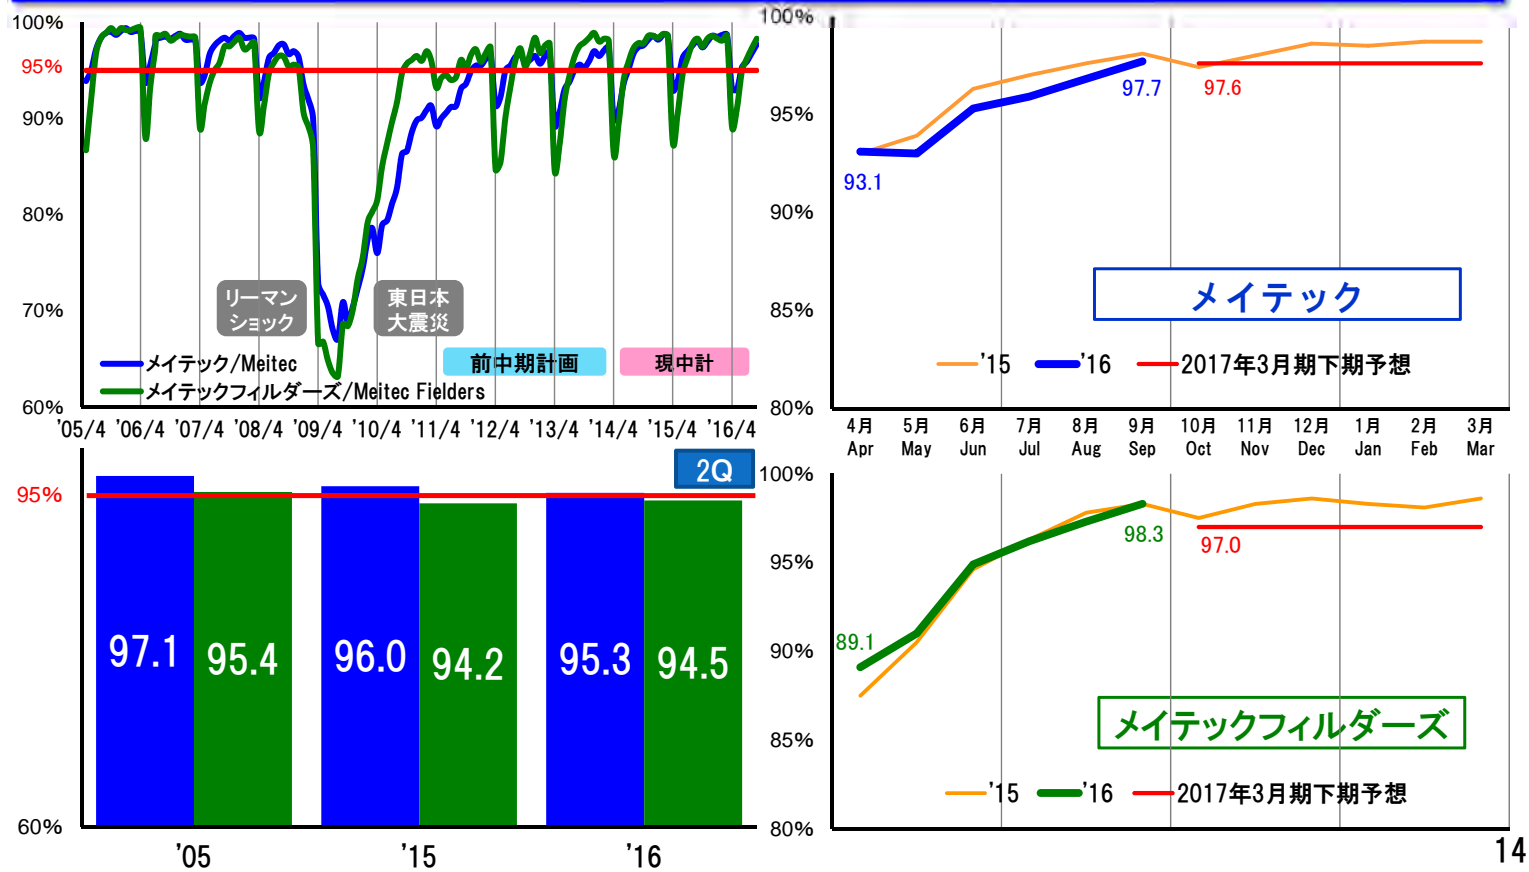 100%
95%
90%
80%
70%
60%
リーマン
ショック
東日本
大震災
メイテック/Meitec
前中期計画
現中計
メイテックフィルダーズ/Meitec Fielders
'05/4 '06/4 '07/4 '08/4 '09/4 '10/4 '11/4 '12/4 '13/4 '14/4 '15/4 '16/4
100%
95%
90%
85%
80%
97.7
97.6
93.1
メイテック
'15 '16 2017年3月期下期予想
4月 5月 6月 7月 8月 9月 10月 11月 12月 1月 2月 3月
Apr May Jun Jul Aug Sep Oct Nov Dec Jan Feb Mar
2Q
95%
60%
97.1 95.4 96.0 94.2 95.3 94.5
'05 '15 '16
100%
95%
90%
85%
80%
98.3
97.0
89.1
メイテックフィルダーズ
'15 '16 2017年3月期下期予想
14